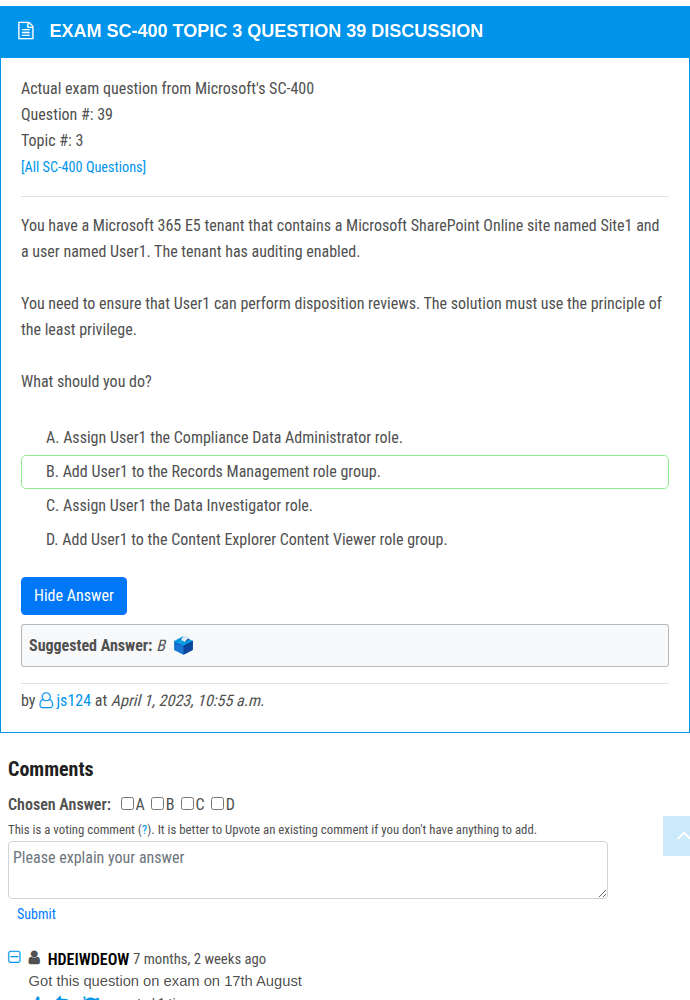 EXAM SC-400 TOPIC 3 QUESTION 39 DISCUSSION
Actual exam question from Microsoft's SC-400
Question #: 39
Topic #: 3
[All SC-400 Questions]
You have a Microsoft 365 E5 tenant that contains a Microsoft SharePoint Online site named Site1 and
a user named User1. The tenant has auditing enabled.
You need to ensure that User1 can perform disposition reviews. The solution must use the principle of
the least privilege.
What should you do?
A. Assign User1 the Compliance Data Administrator role.
B. Add User1 to the Records Management role group.
C. Assign User1 the Data Investigator role.
D. Add User1 to the Content Explorer Content Viewer role group.
Hide Answer
Suggested Answer: B
by js124 at April 1, 2023, 10:55 a.m.
Comments
Chosen Answer: A B C D
This is a voting comment (?). It is better to Upvote an existing comment if you don't have anything to add.
Please explain your answer
Submit
HDEIWDEOW 7 months, 2 weeks ago
Got this question on exam on 17th August